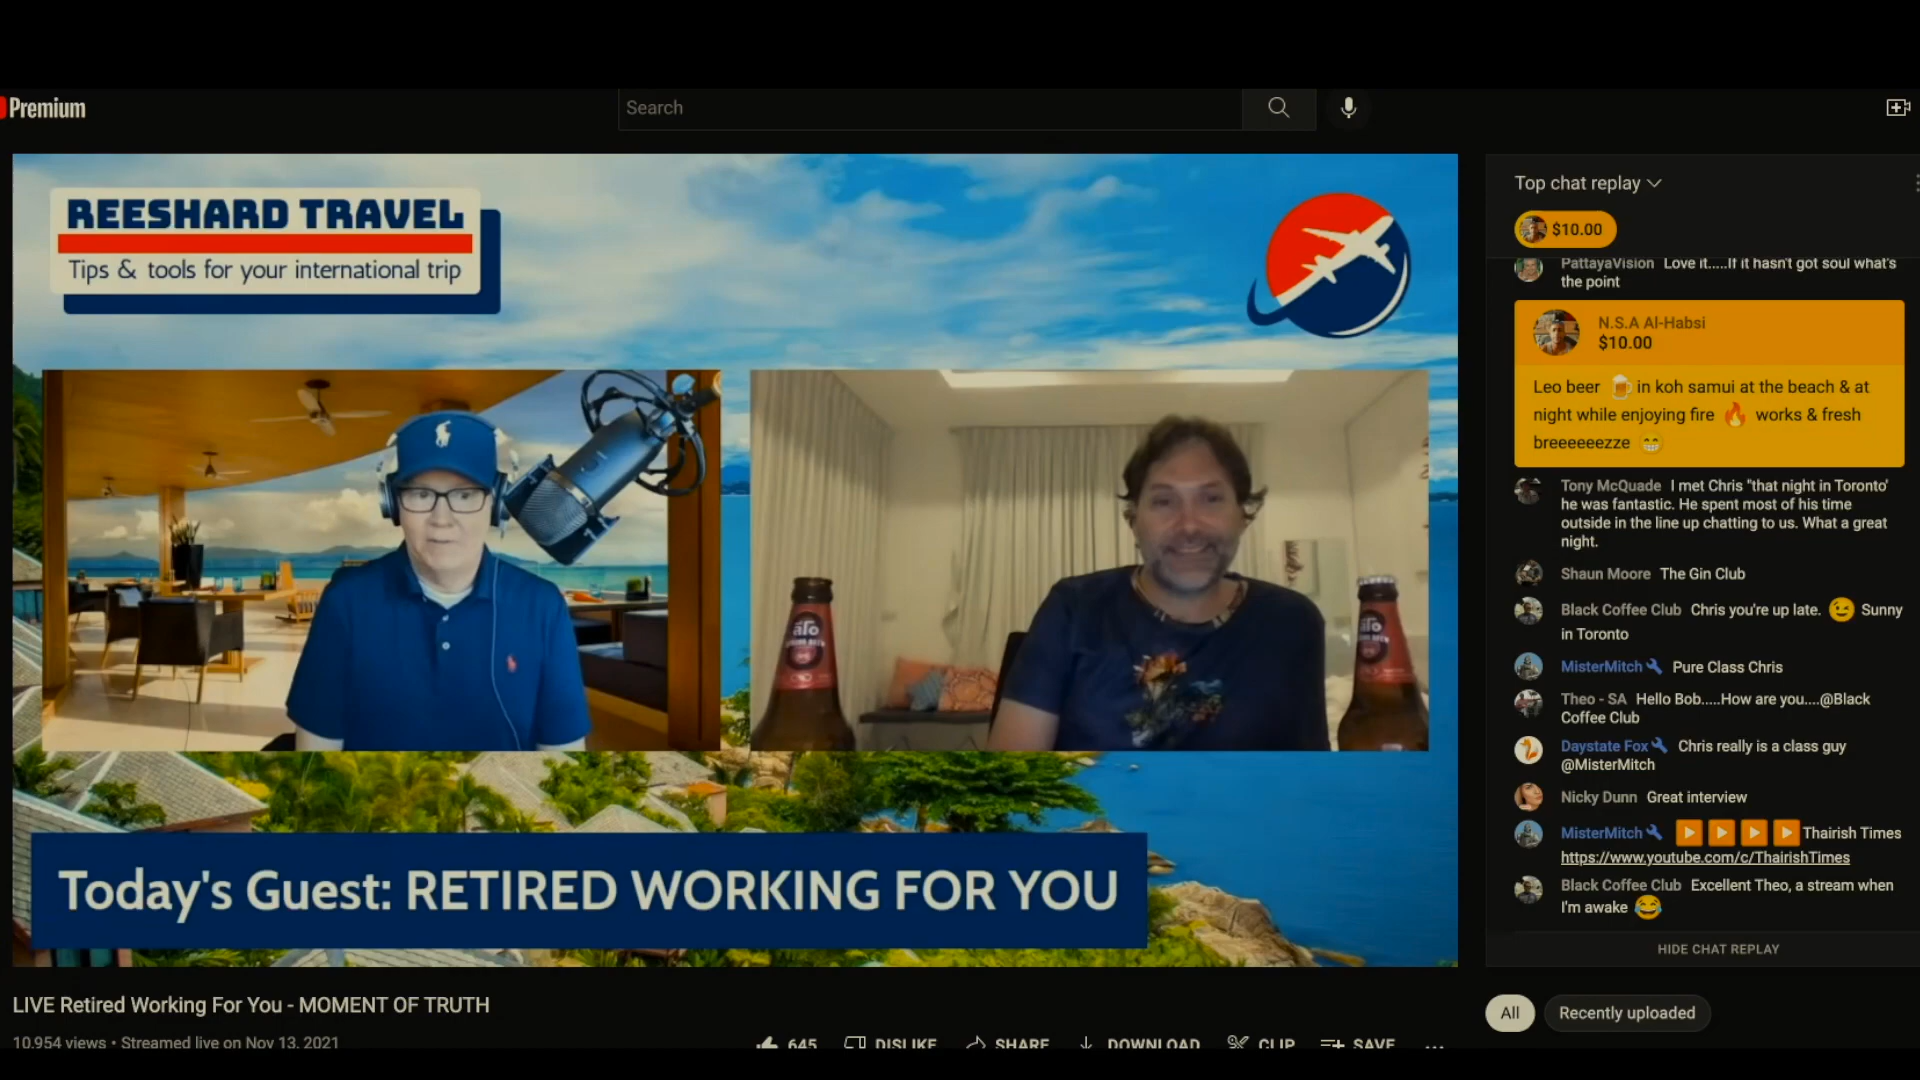 Premium
Search
REESHARD TRAVEL
Tips & tools for your international trip
Today's Guest: RETIRED WORKING FOR YOU
LIVE Retired Working For You - MOMENT OF TRUTH
10,954 views • Streamed live on Nov 13, 2021
645
DISLIKE
SHARE
DOWNLOAD
CLIP
SAVE
Top chat replay
$10.00
PattayaVision Love it.....If it hasn't got soul what's
the point
N.S.A Al-Habsi
$10.00
Leo beer 🍺 in koh samui at the beach & at
night while enjoying fire 🔥 works & fresh
breeeeeezze 😁
Tony McQuade I met Chris "that night in Toronto'
he was fantastic. He spent most of his time
outside in the line up chatting to us. What a great
night.
Shaun Moore The Gin Club
Black Coffee Club Chris you're up late. 😉 Sunny
in Toronto
MisterMitch Pure Class Chris
Theo - SA Hello Bob.....How are you....@Black
Coffee Club
Daystate Fox Chris really is a class guy
@MisterMitch
Nicky Dunn Great interview
MisterMitch ▶️ ▶️ ▶️ ▶️ Thairish Times
https://www.youtube.com/c/ThairishTimes
Black Coffee Club Excellent Theo, a stream when
I'm awake 😂
HIDE CHAT REPLAY
All
Recently uploaded